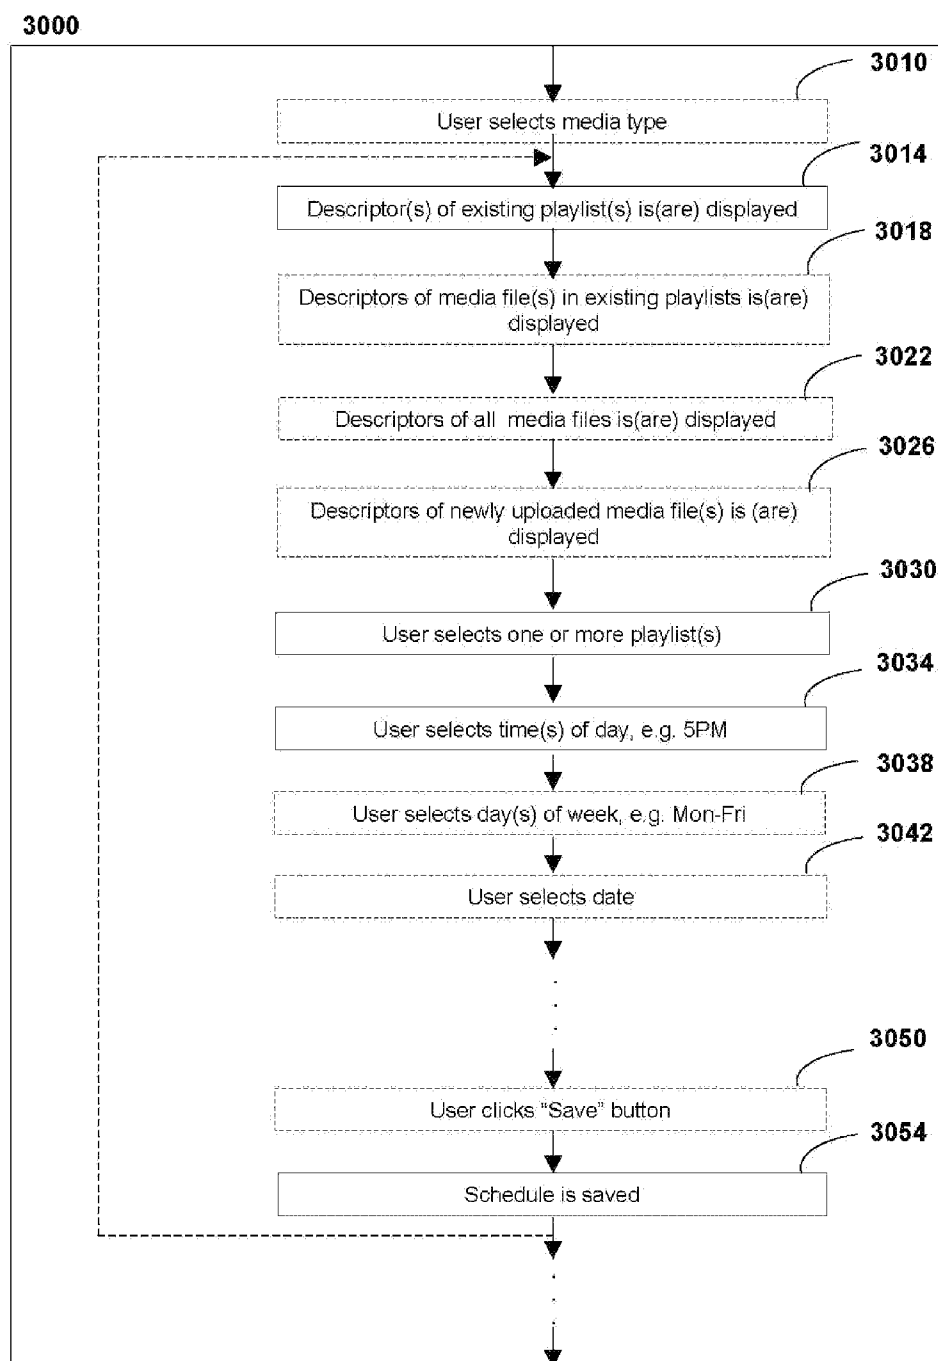 3000
3010
User selects media type
3014
Descriptor(s) of existing playlist(s) is(are) displayed
3018
Descriptors of media file(s) in existing playlists is(are)
displayed
3022
Descriptors of all media files is(are) displayed
3026
Descriptors of newly uploaded media file(s) is (are)
displayed
3030
User selects one or more playlist(s)
3034
User selects time(s) of day, e.g. 5PM
3038
User selects day(s) of week, e.g. Mon-Fri
3042
User selects date
3050
User clicks “Save” button
3054
Schedule is saved